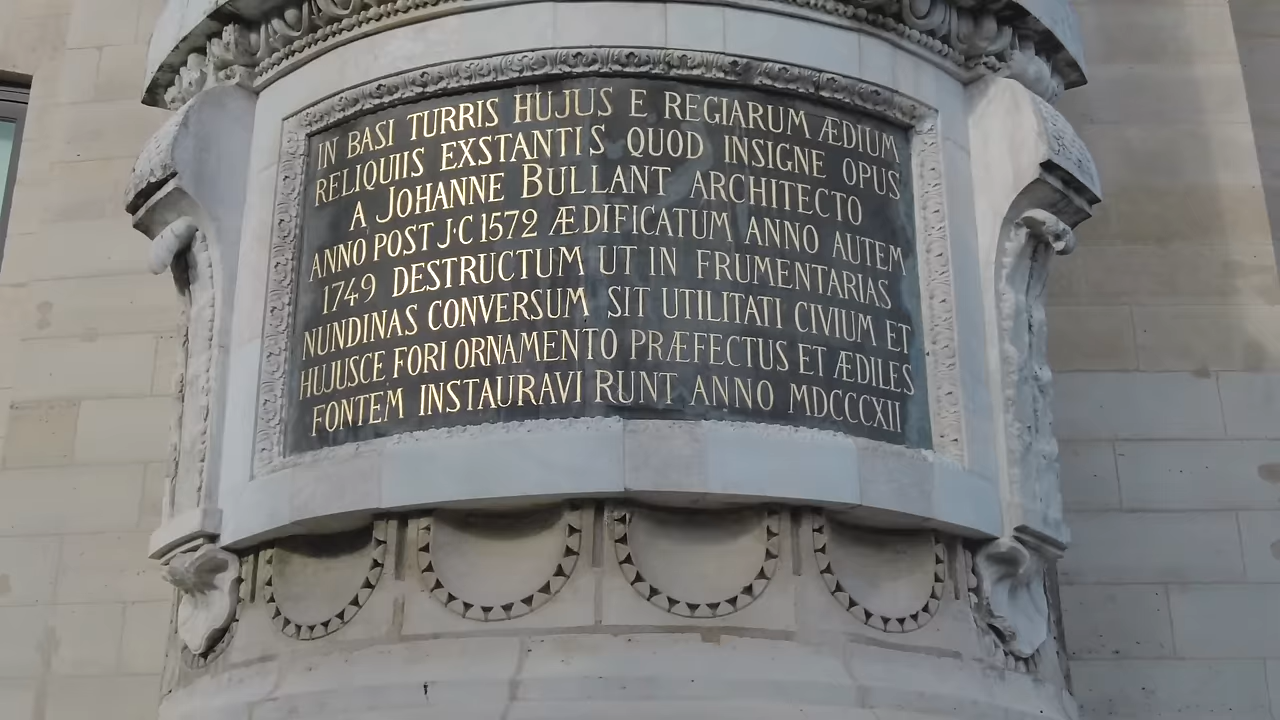 IN BASI TURRIS HUJUS E REGIARUM ÆDIUM
RELIQUIIS EXSTANTIS QUOD INSIGNE OPUS
A JOHANNE BULLANT ARCHITECTO
ANNO POST J·C 1572 ÆDIFICATUM ANNO AUTEM
1749 DESTRUCTUM UT IN FRUMENTARIAS
NUNDINAS CONVERSUM SIT UTILITATI CIVIUM ET
HUJUSCE FORI ORNAMENTO PRÆFECTUS ET ÆDILES
FONTEM INSTAURAVI RUNT ANNO MDCCCXII